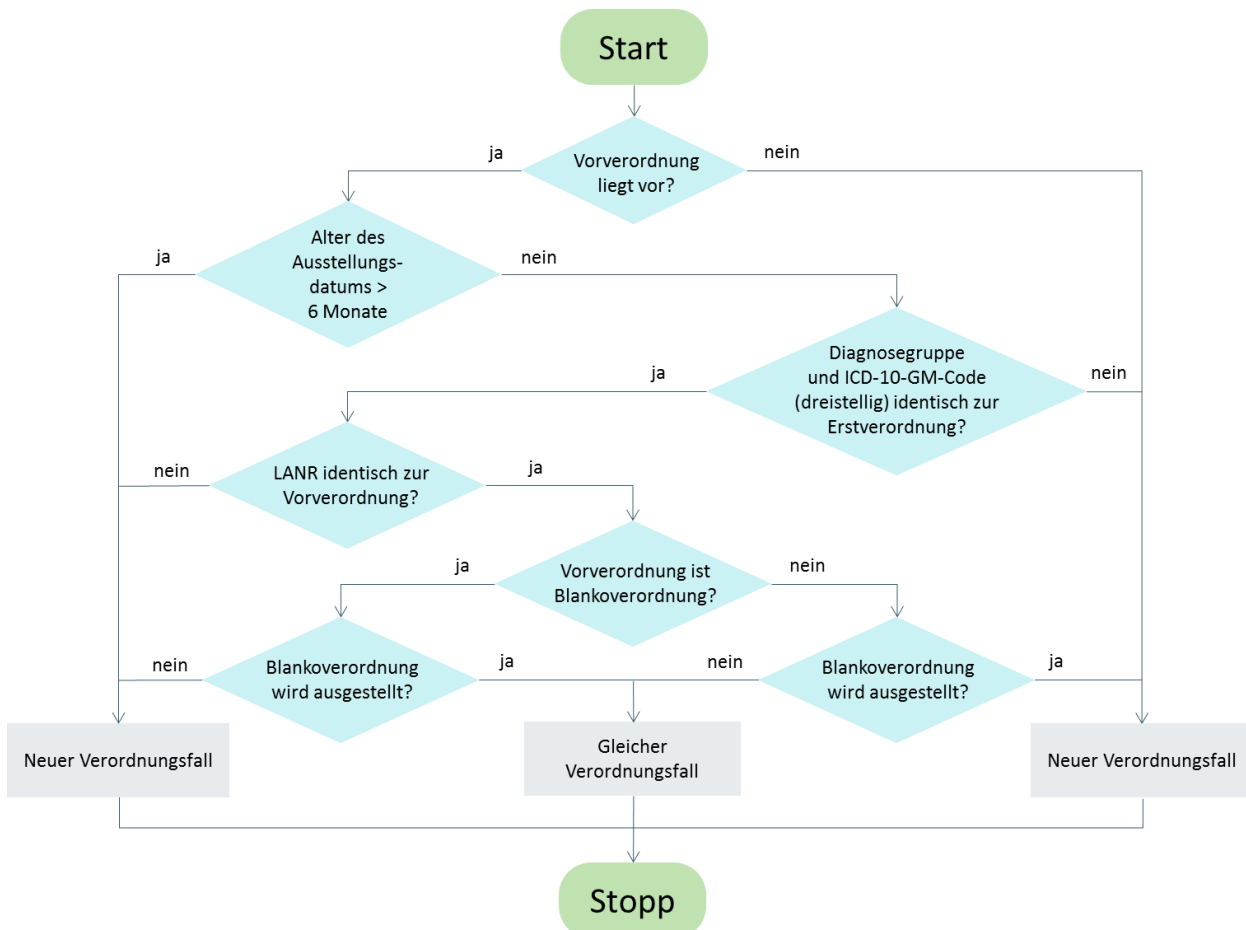 Start
ja
nein
Vorverordnung
liegt vor?
ja
Alter des
Ausstellungs-
datums >
6 Monate
nein
ja
Diagnosegruppe
und ICD-10-GM-Code
(dreistellig) identisch zur
Erstverordnung?
nein
nein
LANR identisch zur
Vorverordnung?
ja
ja
Vorverordnung ist
Blankoverordnung?
nein
nein
Blankoverordnung
wird ausgestellt?
ja
nein
Blankoverordnung
wird ausgestellt?
ja
Neuer Verordnungsfall
Gleicher
Verordnungsfall
Neuer Verordnungsfall
Stopp